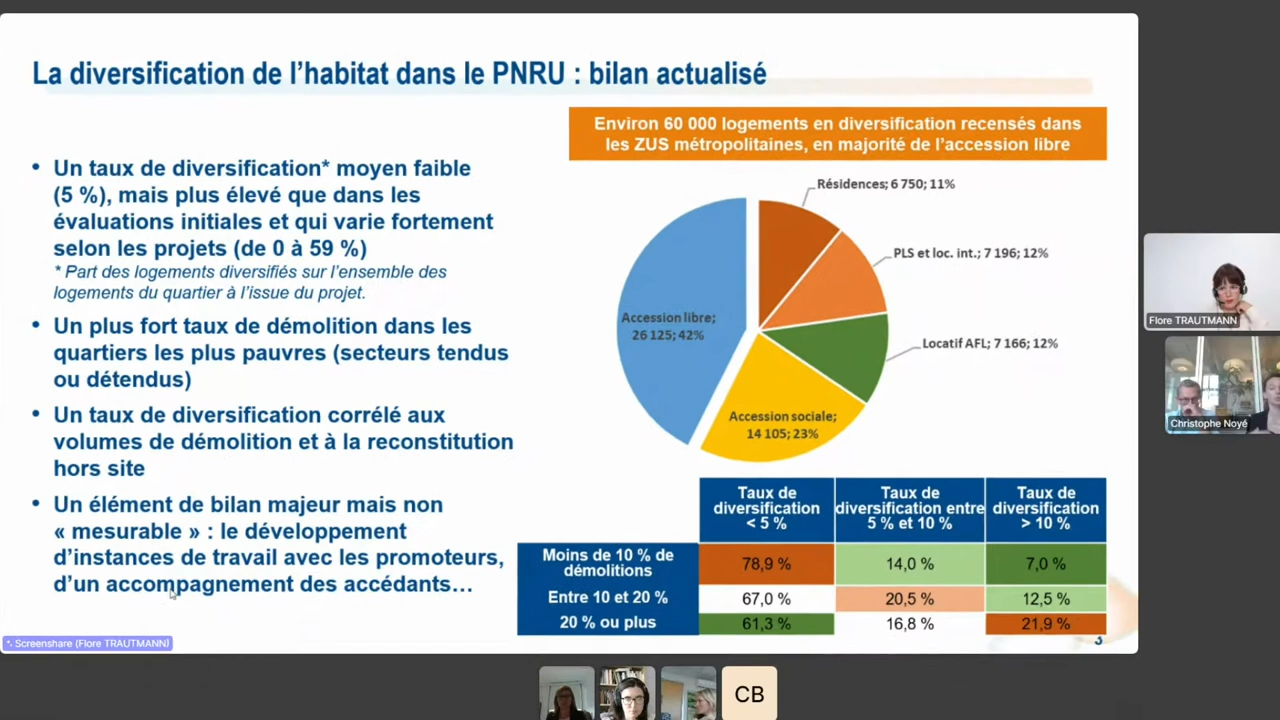 La diversification de l’habitat dans le PNRU : bilan actualisé
• Un taux de diversification* moyen faible
(5 %), mais plus élevé que dans les
évaluations initiales et qui varie fortement
selon les projets (de 0 à 59 %)
* Part des logements diversifiés sur l’ensemble des
logements du quartier à l’issue du projet.
• Un plus fort taux de démolition dans les
quartiers les plus pauvres (secteurs tendus
ou détendus)
• Un taux de diversification corrélé aux
volumes de démolition et à la reconstitution
hors site
• Un élément de bilan majeur mais non
« mesurable » : le développement
d’instances de travail avec les promoteurs,
d’un accompagnement des accédants…
Environ 60 000 logements en diversification recensés dans
les ZUS métropolitaines, en majorité de l’accession libre
Résidences; 6 750; 11%
PLS et loc. int.; 7 196; 12%
Locatif AFL; 7 166; 12%
Accession sociale;
14 105; 23%
Accession libre;
26 125; 42%
Taux de
diversification
< 5 %
Taux de
diversification entre
5 % et 10 %
Taux de
diversification
> 10 %
Moins de 10 % de
démolitions
78,9 %
14,0 %
7,0 %
Entre 10 et 20 %
67,0 %
20,5 %
12,5 %
20 % ou plus
61,3 %
16,8 %
21,9 %
3
Screenshare (Flore TRAUTMANN)
Flore TRAUTMANN
Christophe Noyé
CB